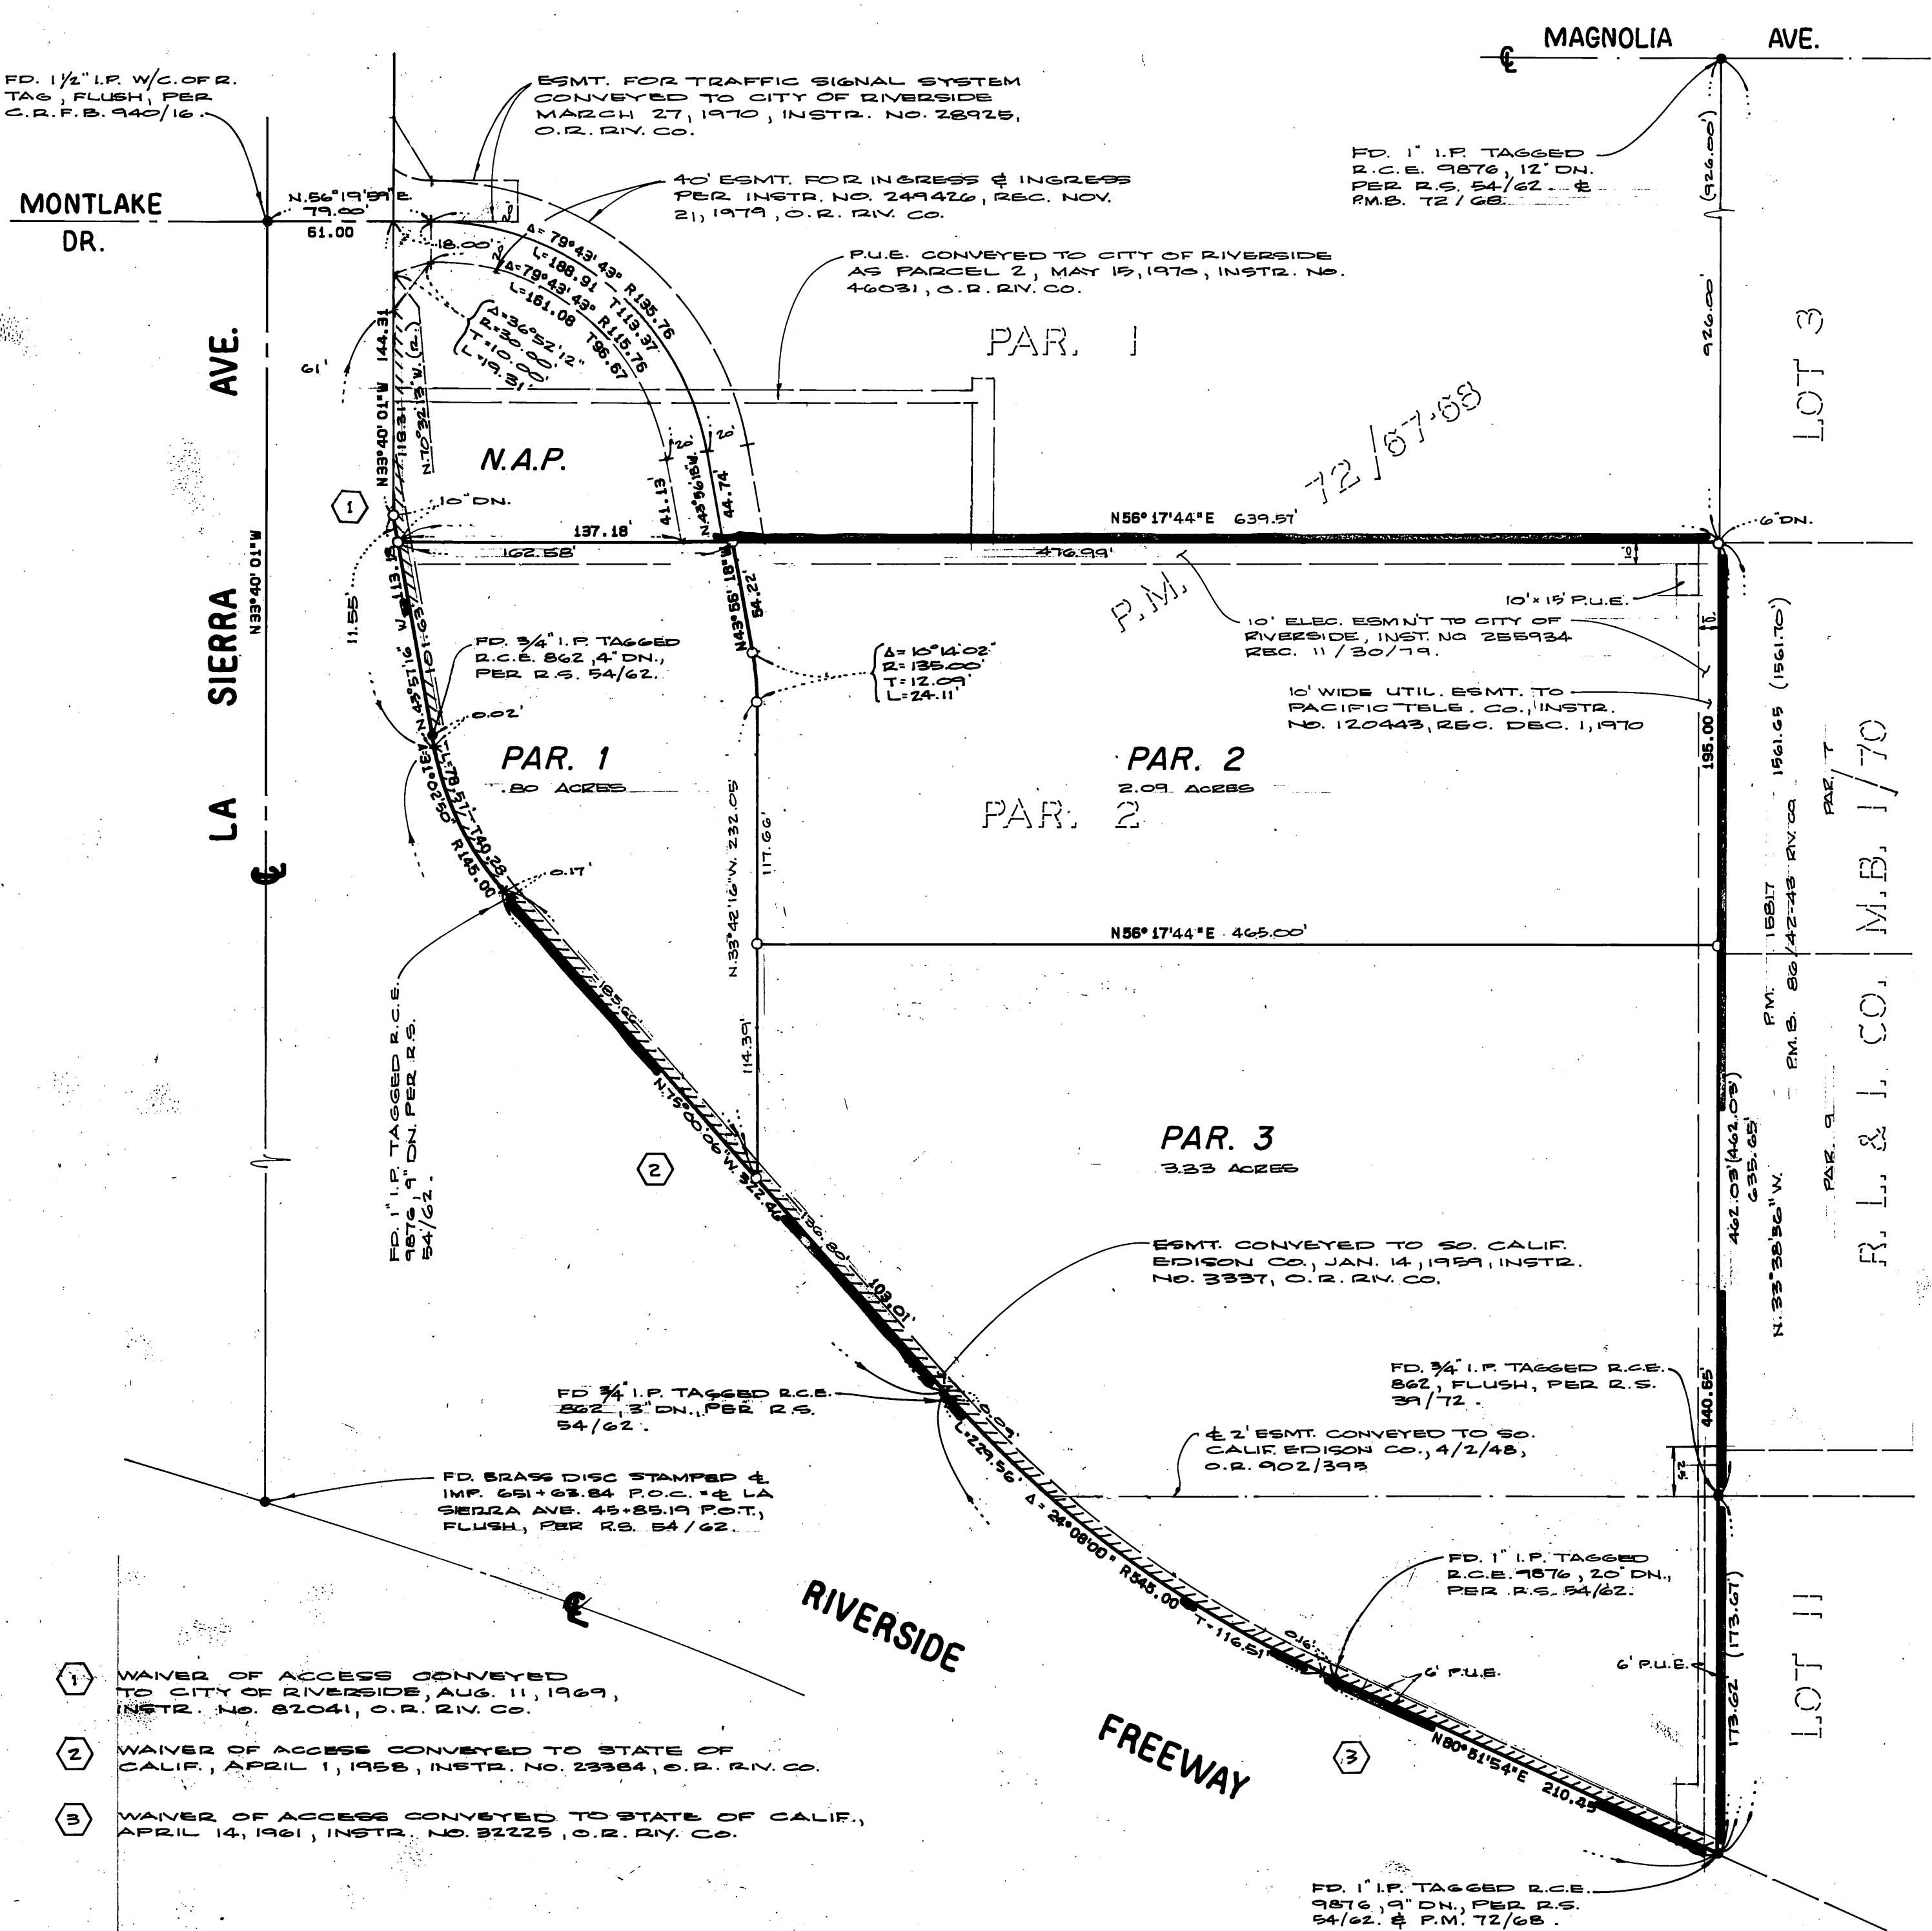 MAGNOLIA AVE.
FD. 1½" I.P. W/C. OF R.
TAG, FLUSH, PER
C.R.F.B. 940/16.
ESMT. FOR TRAFFIC SIGNAL SYSTEM
CONVEYED TO CITY OF RIVERSIDE
MARCH 27, 1970, INSTR. NO. 28925,
O.R. RIV. CO.
FD. 1" I.P. TAGGED
R.C.E. 9876, 12" DN.
PER R.S. 54/62. &
P.M.B. 72/68
(926.00')
926.00'
40' ESMT. FOR INGRESS & INGRESS
PER INSTR. NO. 249426, REC. NOV.
21, 1979, O.R. RIV. CO.
MONTLAKE
DR.
N.56°19'59"E.
79.00'
61.00
18.00'
20'
P.U.E. CONVEYED TO CITY OF RIVERSIDE
AS PARCEL 2, MAY 15, 1970, INSTR. NO.
46031, O.R. RIV. CO.
Δ=79°43'43" R135.76
L=188.91 T113.37
Δ=79°43'43" R115.76
L=161.08 T96.67
Δ=36°52'12"
R=30.00'
T=10.00'
L=19.31'
PAR. 1
LOT 3
72/67-68
61'
N33°40'01"W 144.31
118.31
N.70°32'13"W. (R.)
N.A.P.
20' 20'
41.13
N.43°56'18"W.
44.74'
1
10" DN.
137.18'
162.58'
N56°17'44"E 639.57'
476.99'
6" DN.
10'
LA SIERRA AVE.
N33°40'01"W
11.55'
101.63'
N43°56'18"W
54.22'
P.M.
10' x 15' P.U.E.
10' ELEC. ESMN'T TO CITY OF
RIVERSIDE, INST. NO 255934
REC. 11/30/79.
10'
FD. ¾" I.P. TAGGED
R.C.E. 862, 4" DN.,
PER R.S. 54/62.
Δ=10°14'02"
R=135.00'
T=12.09'
L=24.11'
10' WIDE UTIL. ESMT. TO
PACIFIC TELE. CO., INSTR.
NO. 120443, REC. DEC. 1, 1970
0.02'
PAR. 1
.80 ACRES
PAR. 2
2.09 ACRES
PAR. 2
195.00
L=78.57' T40.28
R145.00
0.17'
N.33°42'16"W. 232.05'
117.66'
114.39'
N56°17'44"E 465.00'
1561.65 (1561.70')
P.M. 15817
P.M.B. 86/42-43 RIV. CO
PAR. 7
PAR. 9
R. L. & I. CO. M.B. 1/70
FD. 1" I.P. TAGGED R.C.E.
9876, 9" DN. PER R.S.
54/62.
185.66'
N.75°00'06"W. 322.46
2
136.80'
103.01'
PAR. 3
3.33 ACRES
462.03' (462.03')
635.65'
N.33°38'36"W.
ESMT. CONVEYED TO SO. CALIF.
EDISON CO., JAN. 14, 1959, INSTR.
NO. 3337, O.R. RIV. CO.
FD ¾" I.P. TAGGED R.C.E.
862, 3" DN., PER R.S.
54/62.
0.09'
FD. ¾" I.P. TAGGED R.C.E.
862, FLUSH, PER R.S.
39/72.
440.65'
℄ 2' ESMT. CONVEYED TO SO.
CALIF. EDISON CO., 4/2/48,
O.R. 902/395
FD. BRASS DISC STAMPED ℄
IMP. 651+63.84 P.O.C. = ℄ LA
SIERRA AVE. 45+85.19 P.O.T.,
FLUSH, PER R.S. 54/62.
L=229.56' Δ=24°08'00" R545.00
T=116.51'
0.16'
FD. 1" I.P. TAGGED
R.C.E. 9876, 20" DN.,
PER R.S. 54/62.
6' P.U.E.
6' P.U.E.
173.62 (173.67')
LOT 11
RIVERSIDE
FREEWAY
3
N80°51'54"E 210.45
1 WAIVER OF ACCESS CONVEYED
TO CITY OF RIVERSIDE, AUG. 11, 1969,
INSTR. NO. 82041, O.R. RIV. CO.
2 WAIVER OF ACCESS CONVEYED TO STATE OF
CALIF., APRIL 1, 1958, INSTR. NO. 23384, O.R. RIV. CO.
3 WAIVER OF ACCESS CONVEYED TO STATE OF CALIF.,
APRIL 14, 1961, INSTR. NO. 32225, O.R. RIV. CO.
FD. 1" I.P. TAGGED R.C.E.
9876, 9" DN., PER R.S.
54/62. & P.M. 72/68.